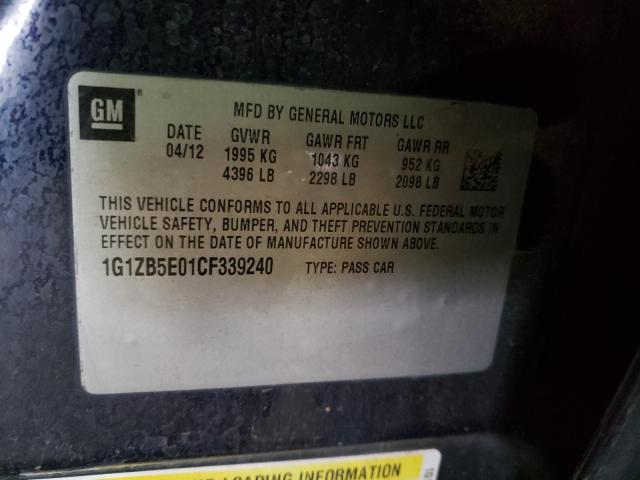 GM ®
MFD BY GENERAL MOTORS LLC
DATE GVWR GAWR FRT GAWR RR
04/12 1995 KG 1043 KG 952 KG
4396 LB 2298 LB 2098 LB
THIS VEHICLE CONFORMS TO ALL APPLICABLE U.S. FEDERAL MOTOR
VEHICLE SAFETY, BUMPER, AND THEFT PREVENTION STANDARDS IN
EFFECT ON THE DATE OF MANUFACTURE SHOWN ABOVE.
1G1ZB5E01CF339240 TYPE: PASS CAR
LOADING INFORMATION